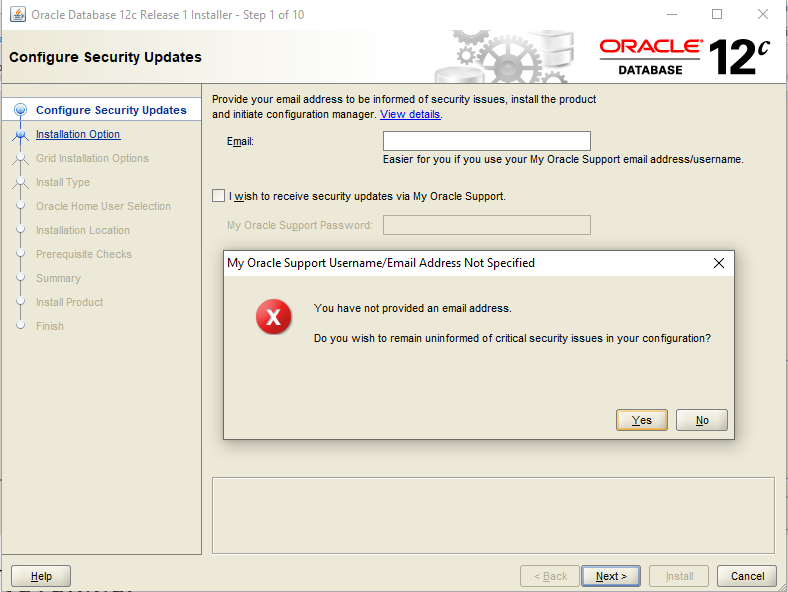 Oracle Database 12c Release 1 Installer - Step 1 of 10
Configure Security Updates
ORACLE®
DATABASE
12c
Configure Security Updates
Installation Option
Grid Installation Options
Install Type
Oracle Home User Selection
Installation Location
Prerequisite Checks
Summary
Install Product
Finish
Provide your email address to be informed of security issues, install the product
and initiate configuration manager. View details.
Email:
Easier for you if you use your My Oracle Support email address/username.
I wish to receive security updates via My Oracle Support.
My Oracle Support Password:
My Oracle Support Username/Email Address Not Specified
X
You have not provided an email address.
Do you wish to remain uninformed of critical security issues in your configuration?
Yes
No
Help
< Back
Next >
Install
Cancel